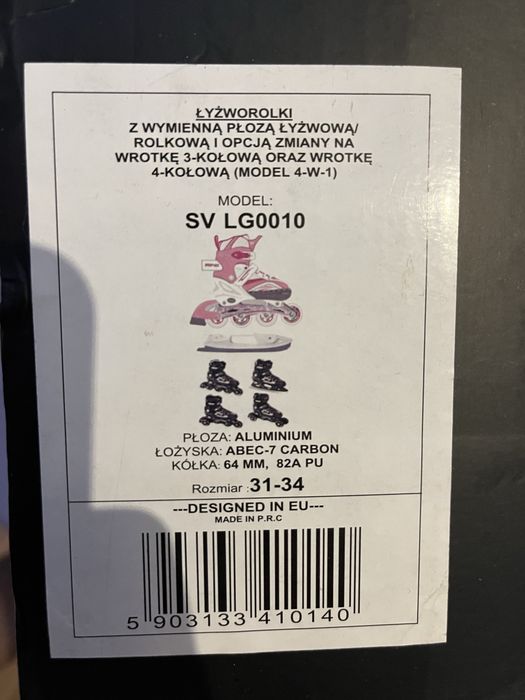 ŁYŻWOROLKI
Z WYMIENNĄ PŁOZĄ ŁYŻWOWĄ/
ROLKOWĄ I OPCJĄ ZMIANY NA
WROTKĘ 3-KOŁOWĄ ORAZ WROTKĘ
4-KOŁOWĄ (MODEL 4-W-1)
MODEL:
SV LG0010
PŁOZA: ALUMINIUM
ŁOŻYSKA: ABEC-7 CARBON
KÓŁKA: 64 MM, 82A PU
Rozmiar :31-34
---DESIGNED IN EU---
MADE IN P.R.C
5 903133 410140